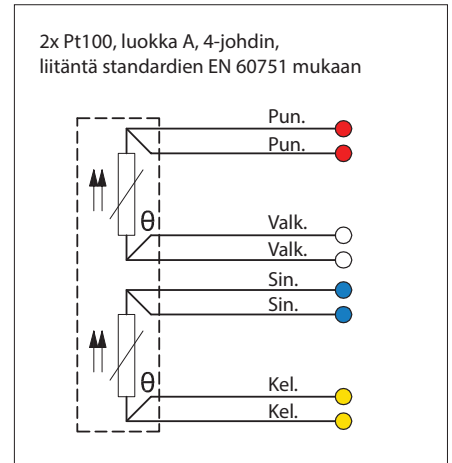 2x Pt100, luokka A, 4-johdin,
liitäntä standardien EN 60751 mukaan
Pun.
Pun.
θ
Valk.
Valk.
Sin.
Sin.
θ
Kel.
Kel.